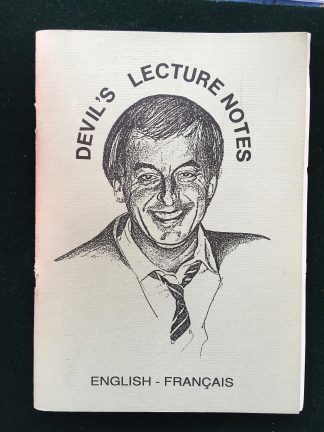 DEVIL'S LECTURE NOTES
ENGLISH - FRANÇAIS